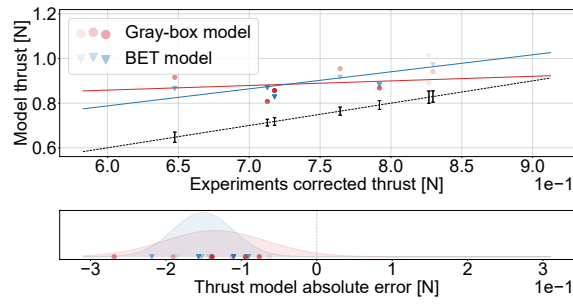 1.2
1.0
0.8
0.6
Model thrust [N]
Gray-box model
BET model
6.0 6.5 7.0 7.5 8.0 8.5 9.0
Experiments corrected thrust [N]
1e−1
−3 −2 −1 0 1 2 3
Thrust model absolute error [N]
1e−1